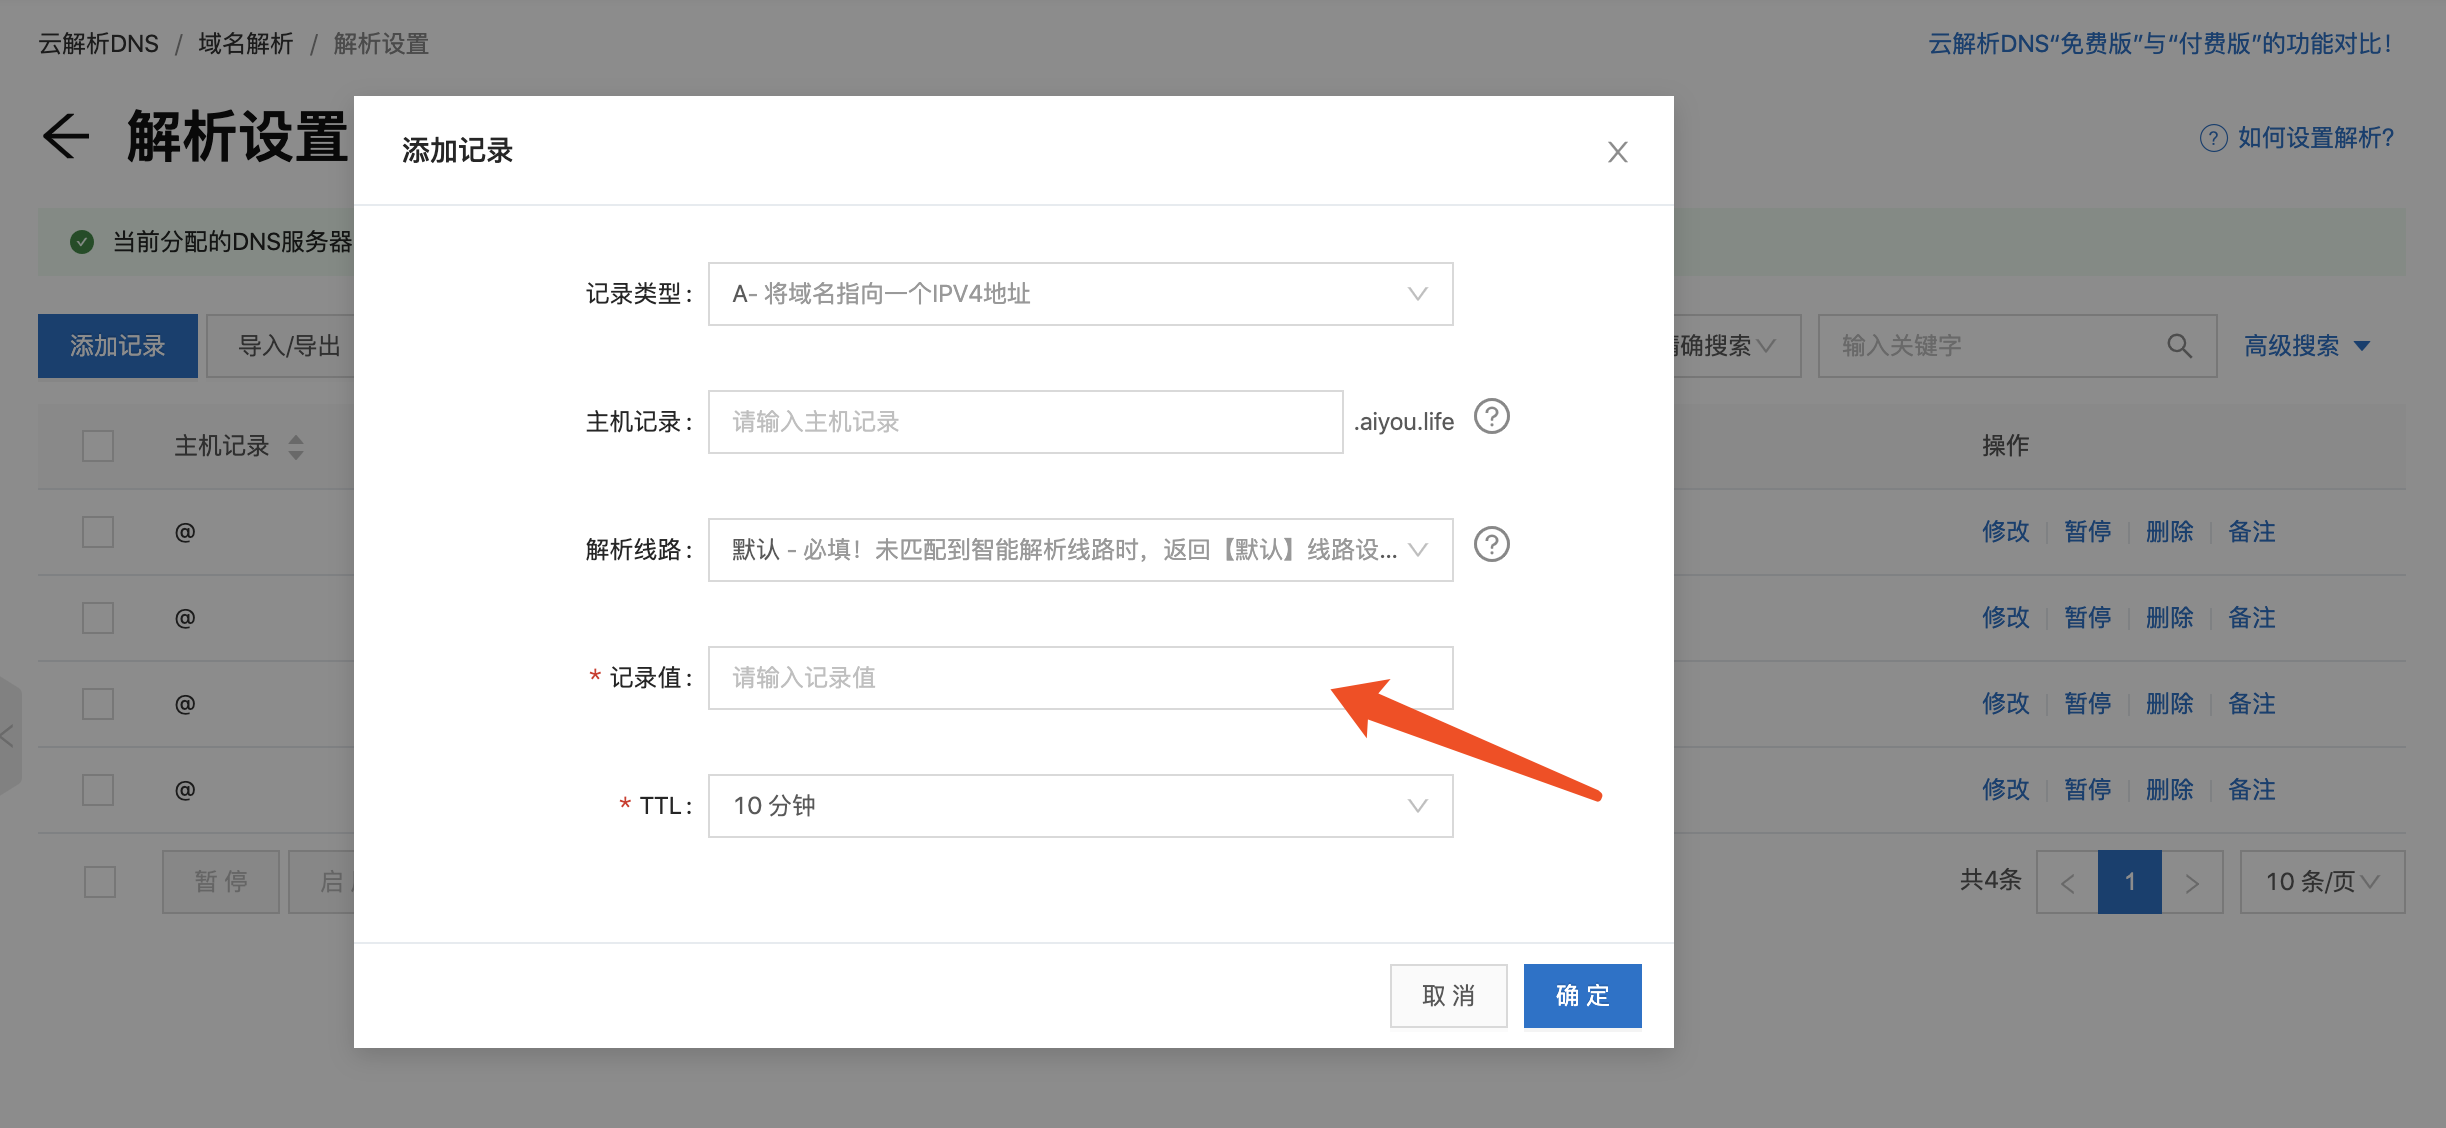 云解析DNS / 域名解析 / 解析设置
云解析DNS“免费版”与“付费版”的功能对比!
解析设置
如何设置解析?
添加记录
当前分配的DNS服务器
添加记录
导入/导出
确搜索
输入关键字
高级搜索
主机记录
操作
@
修改 暂停 删除 备注
@
修改 暂停 删除 备注
@
修改 暂停 删除 备注
@
修改 暂停 删除 备注
暂 停
启
共4条
1
10 条/页
记录类型:
A- 将域名指向一个IPV4地址
主机记录:
请输入主机记录
.aiyou.life
解析线路:
默认 - 必填！未匹配到智能解析线路时，返回【默认】线路设...
* 记录值:
请输入记录值
* TTL:
10 分钟
取 消
确 定